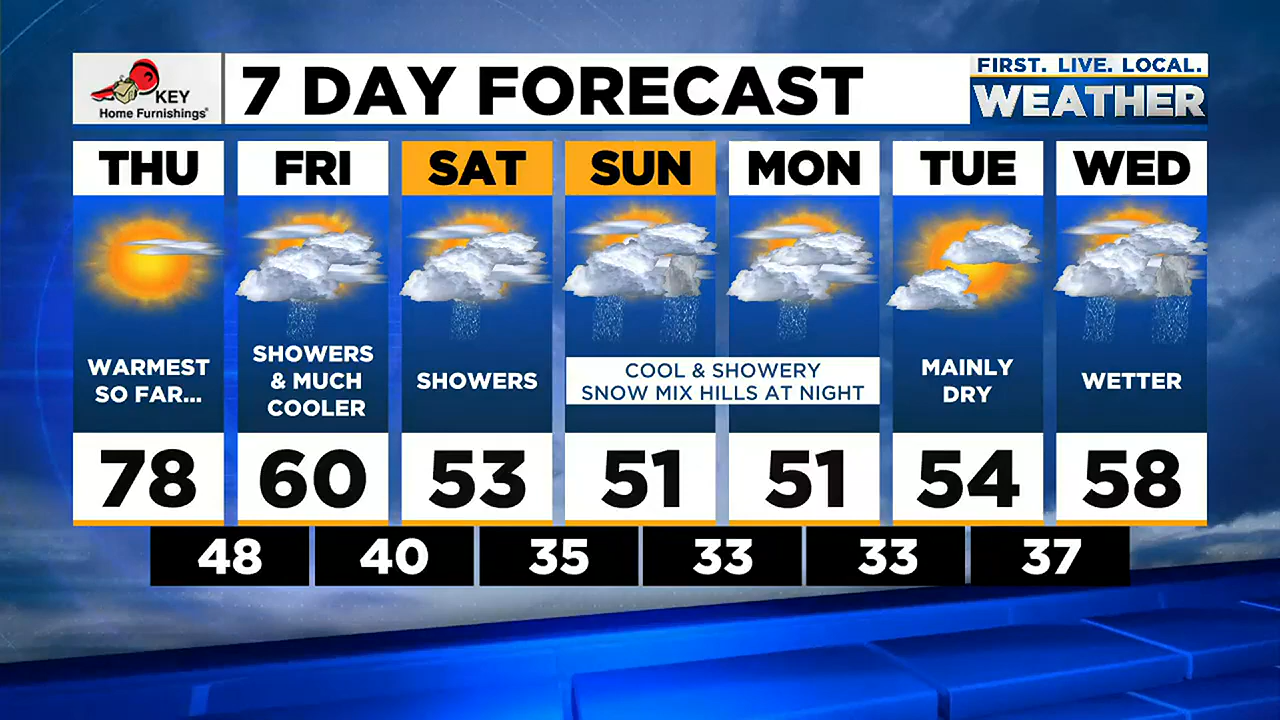 KEY
Home Furnishings
7 DAY FORECAST
FIRST. LIVE. LOCAL.
WEATHER
THU
FRI
SAT
SUN
MON
TUE
WED
WARMEST
SO FAR...
SHOWERS
& MUCH
COOLER
SHOWERS
COOL & SHOWERY
SNOW MIX HILLS AT NIGHT
MAINLY
DRY
WETTER
78
60
53
51
51
54
58
48
40
35
33
33
37